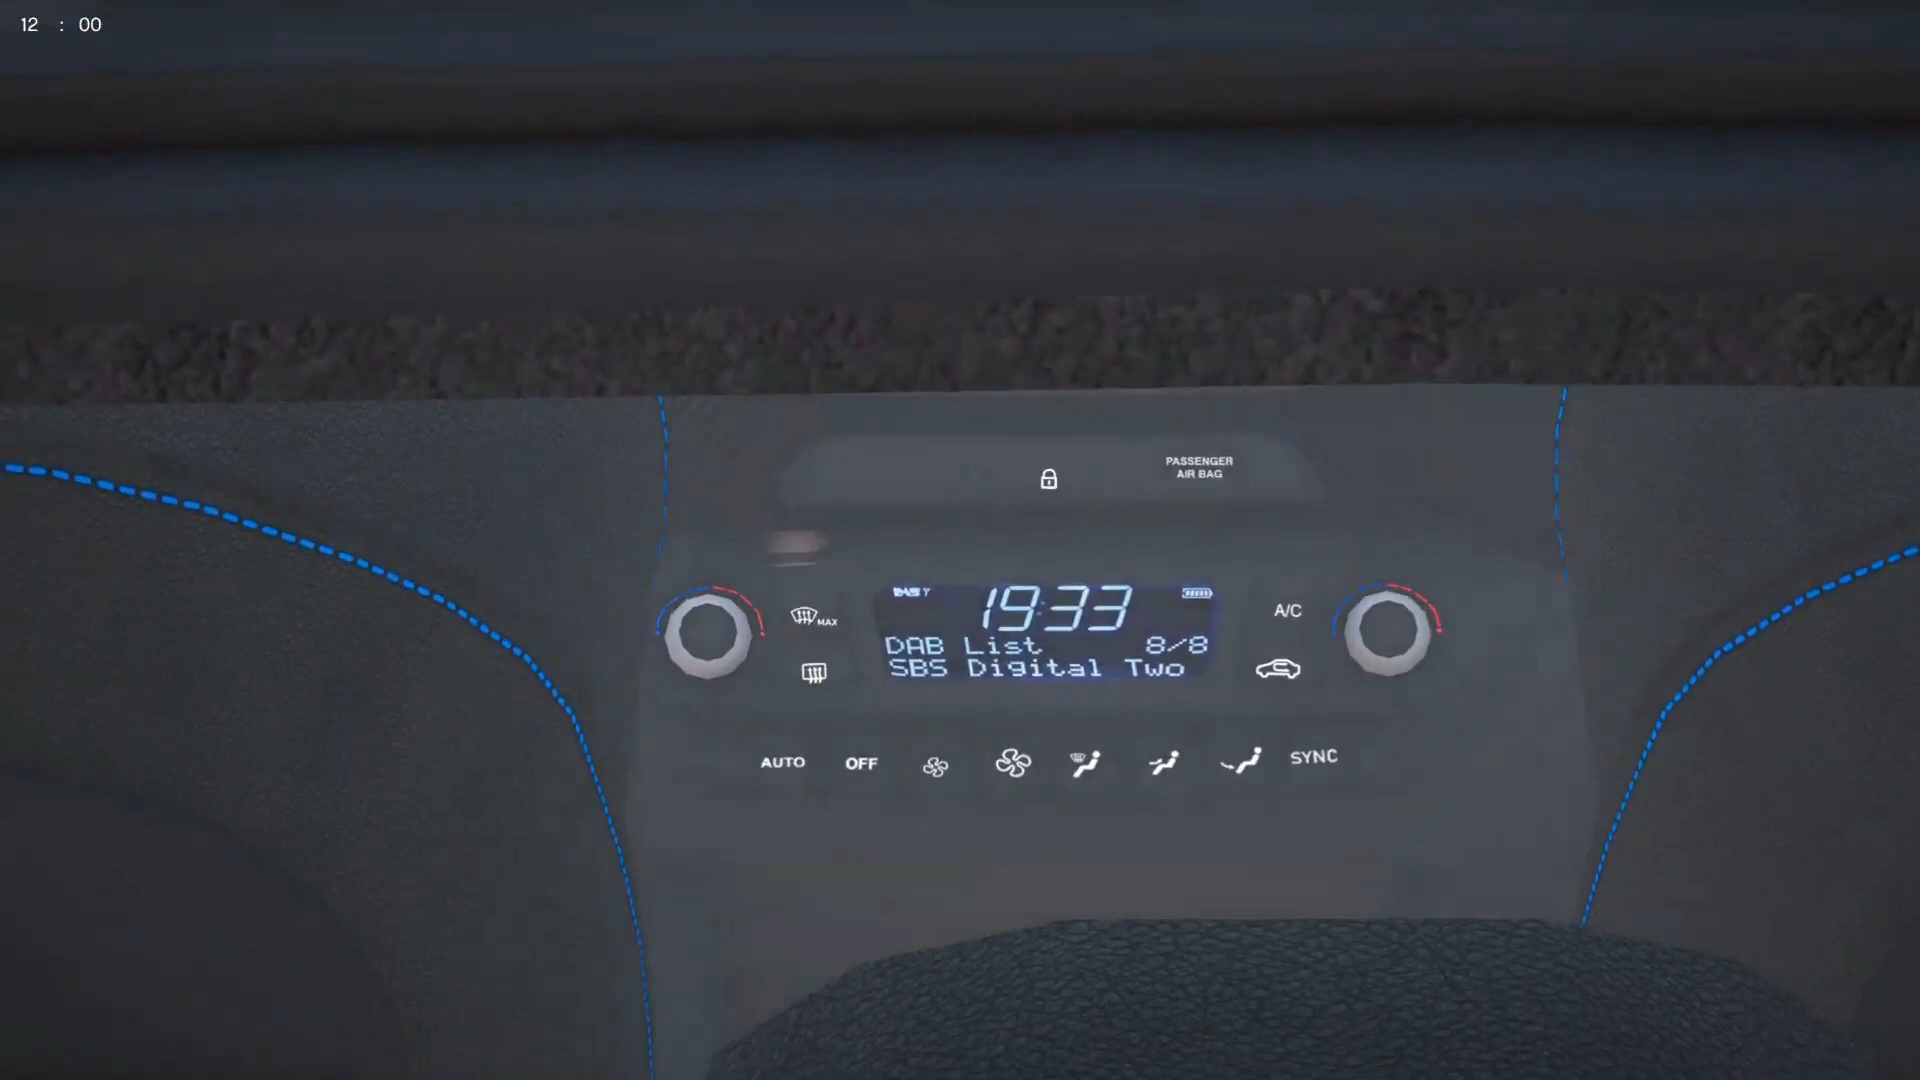 12 : 00
PASSENGER
AIR BAG
19:33
MAX
A/C
DAB List 8/8
SBS Digital Two
AUTO OFF SYNC